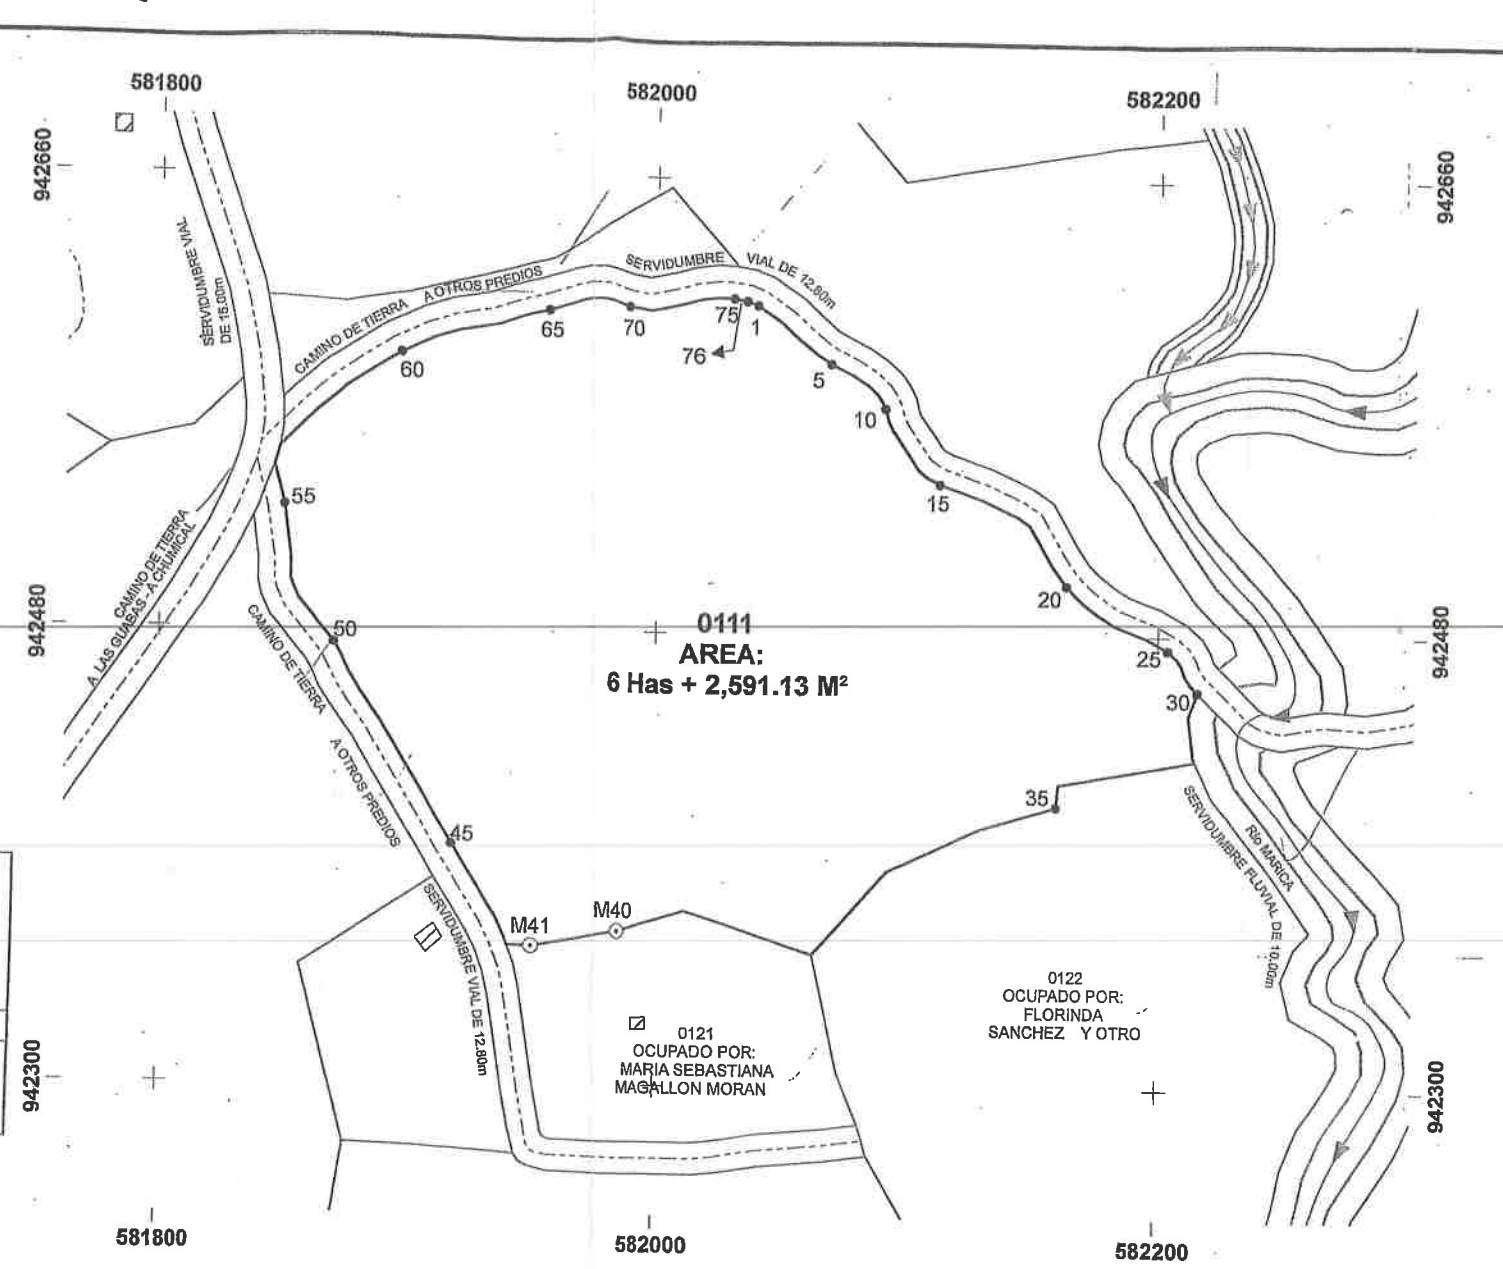 581800
582000
582200
942660
942660
SERVIDUMBRE VIAL
DE 15.00m
CAMINO DE TIERRA
A OTROS PREDIOS
SERVIDUMBRE
VIAL DE 12.80m
75
1
76
65
70
60
5
10
55
15
CAMINO DE TIERRA
A LAS GUABAS - A CHUMICAL
942480
942480
50
20
25
30
0111
AREA:
6 Has + 2,591.13 M²
CAMINO DE TIERRA
A OTROS PREDIOS
SERVIDUMBRE VIAL DE 12.80m
45
35
SERVIDUMBRE FLUVIAL DE 10.00m
Río MARICA
M41
M40
0122
OCUPADO POR:
FLORINDA
SANCHEZ Y OTRO
0121
OCUPADO POR:
MARIA SEBASTIANA
MAGALLON MORAN
942300
942300
581800
582000
582200